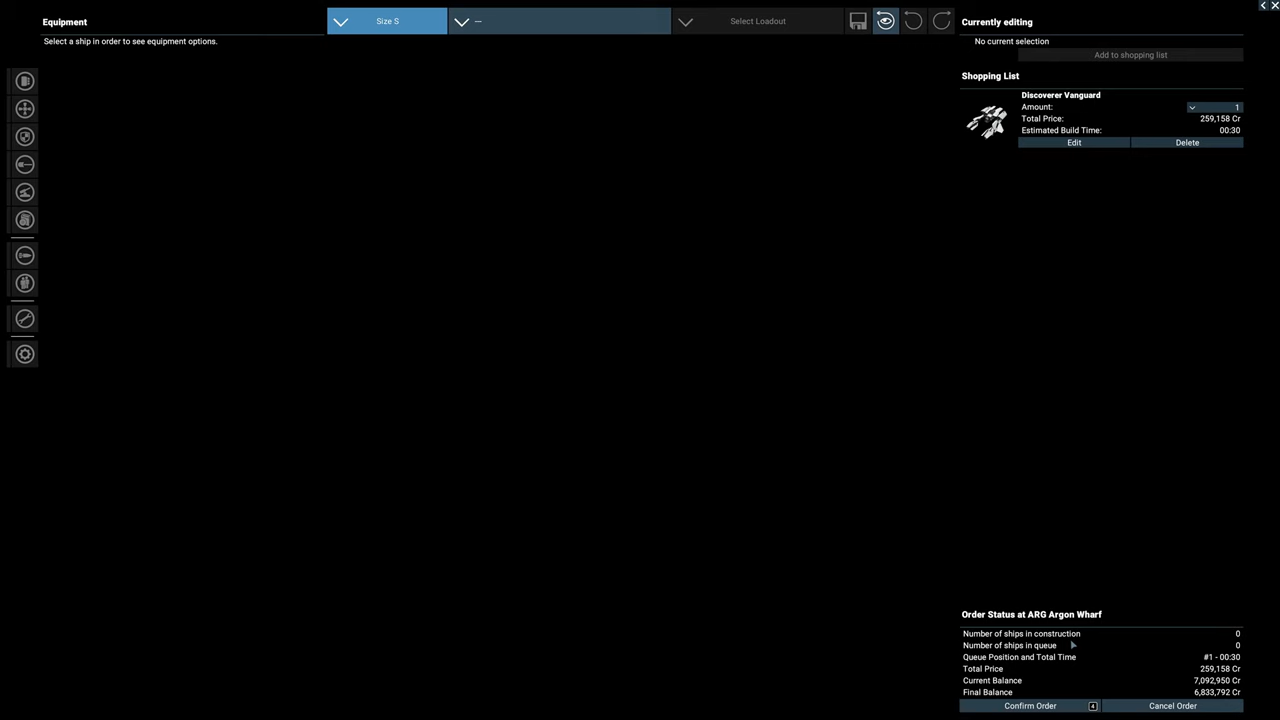 Equipment
Select a ship in order to see equipment options.
Size S
—
Select Loadout
Currently editing
No current selection
Add to shopping list
Shopping List
Discoverer Vanguard
Amount: 1
Total Price: 259,158 Cr
Estimated Build Time: 00:30
Edit Delete
Order Status at ARG Argon Wharf
Number of ships in construction 0
Number of ships in queue 0
Queue Position and Total Time #1 - 00:30
Total Price 259,158 Cr
Current Balance 7,092,950 Cr
Final Balance 6,833,792 Cr
Confirm Order Cancel Order